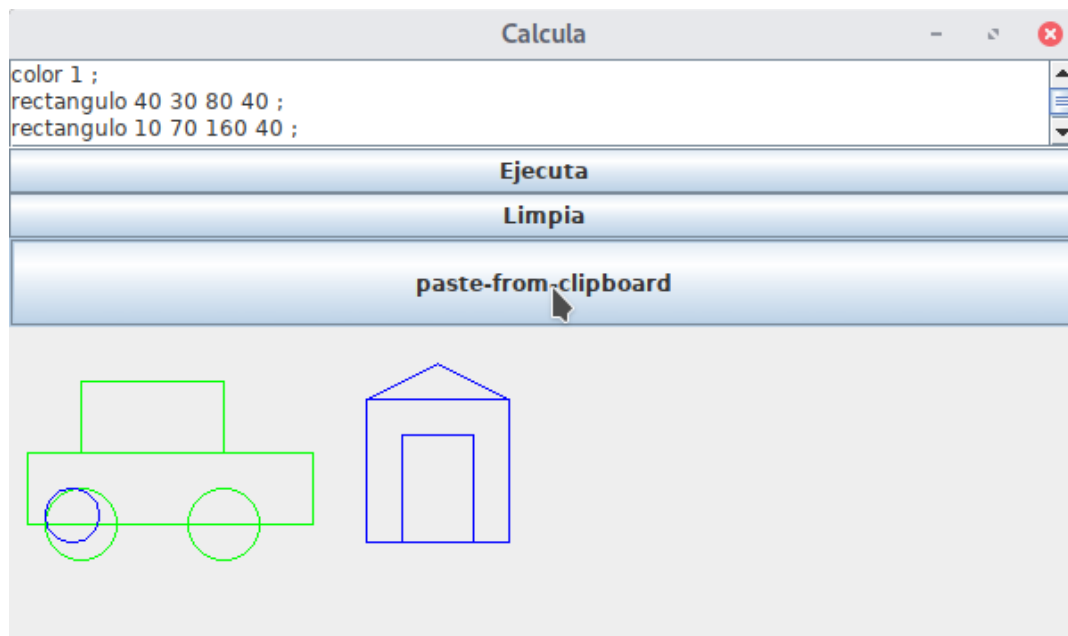 Calcula
color 1 ;
rectangulo 40 30 80 40 ;
rectangulo 10 70 160 40 ;
Ejecuta
Limpia
paste-from-clipboard